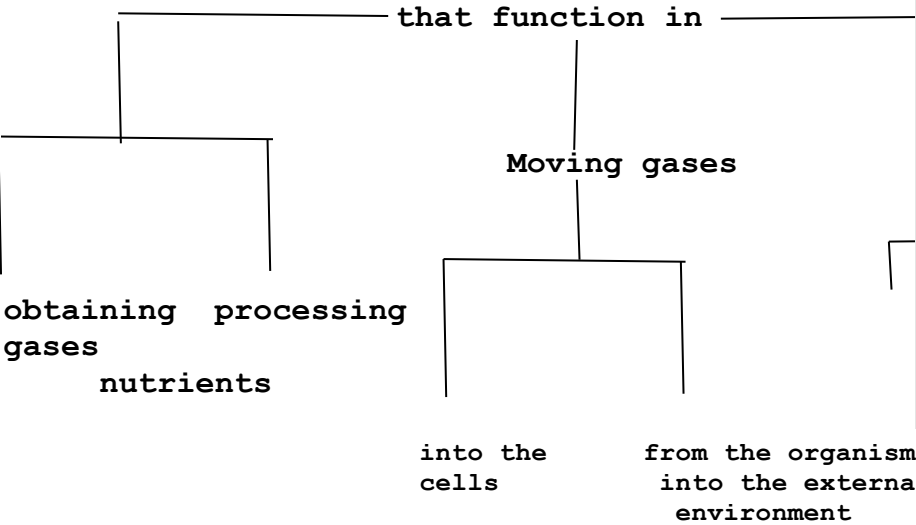 that function in
Moving gases
obtaining processing
gases
nutrients
into the from the organism
cells into the externa
environment